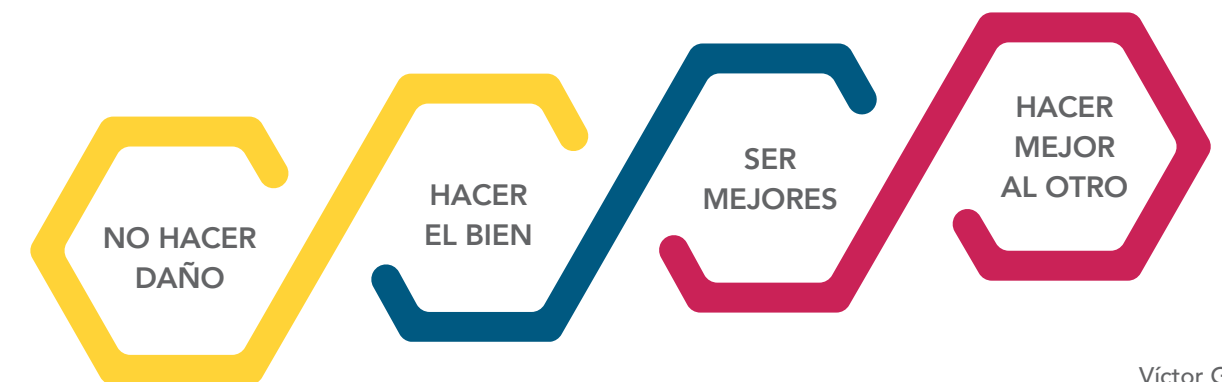 NO HACER
DAÑO
HACER
EL BIEN
SER
MEJORES
HACER
MEJOR
AL OTRO
Víctor G